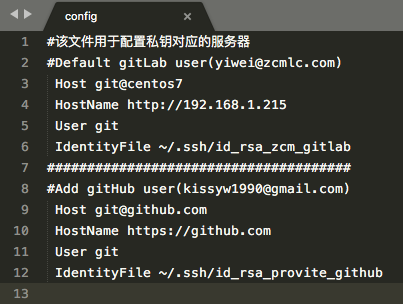 config
1 #该文件用于配置私钥对应的服务器
2 #Default gitLab user(yiwei@zcmlc.com)
3 Host git@centos7
4 HostName http://192.168.1.215
5 User git
6 IdentityFile ~/.ssh/id_rsa_zcm_gitlab
7 ######################################
8 #Add gitHub user(kissyw1990@gmail.com)
9 Host git@github.com
10 HostName https://github.com
11 User git
12 IdentityFile ~/.ssh/id_rsa_provite_github
13